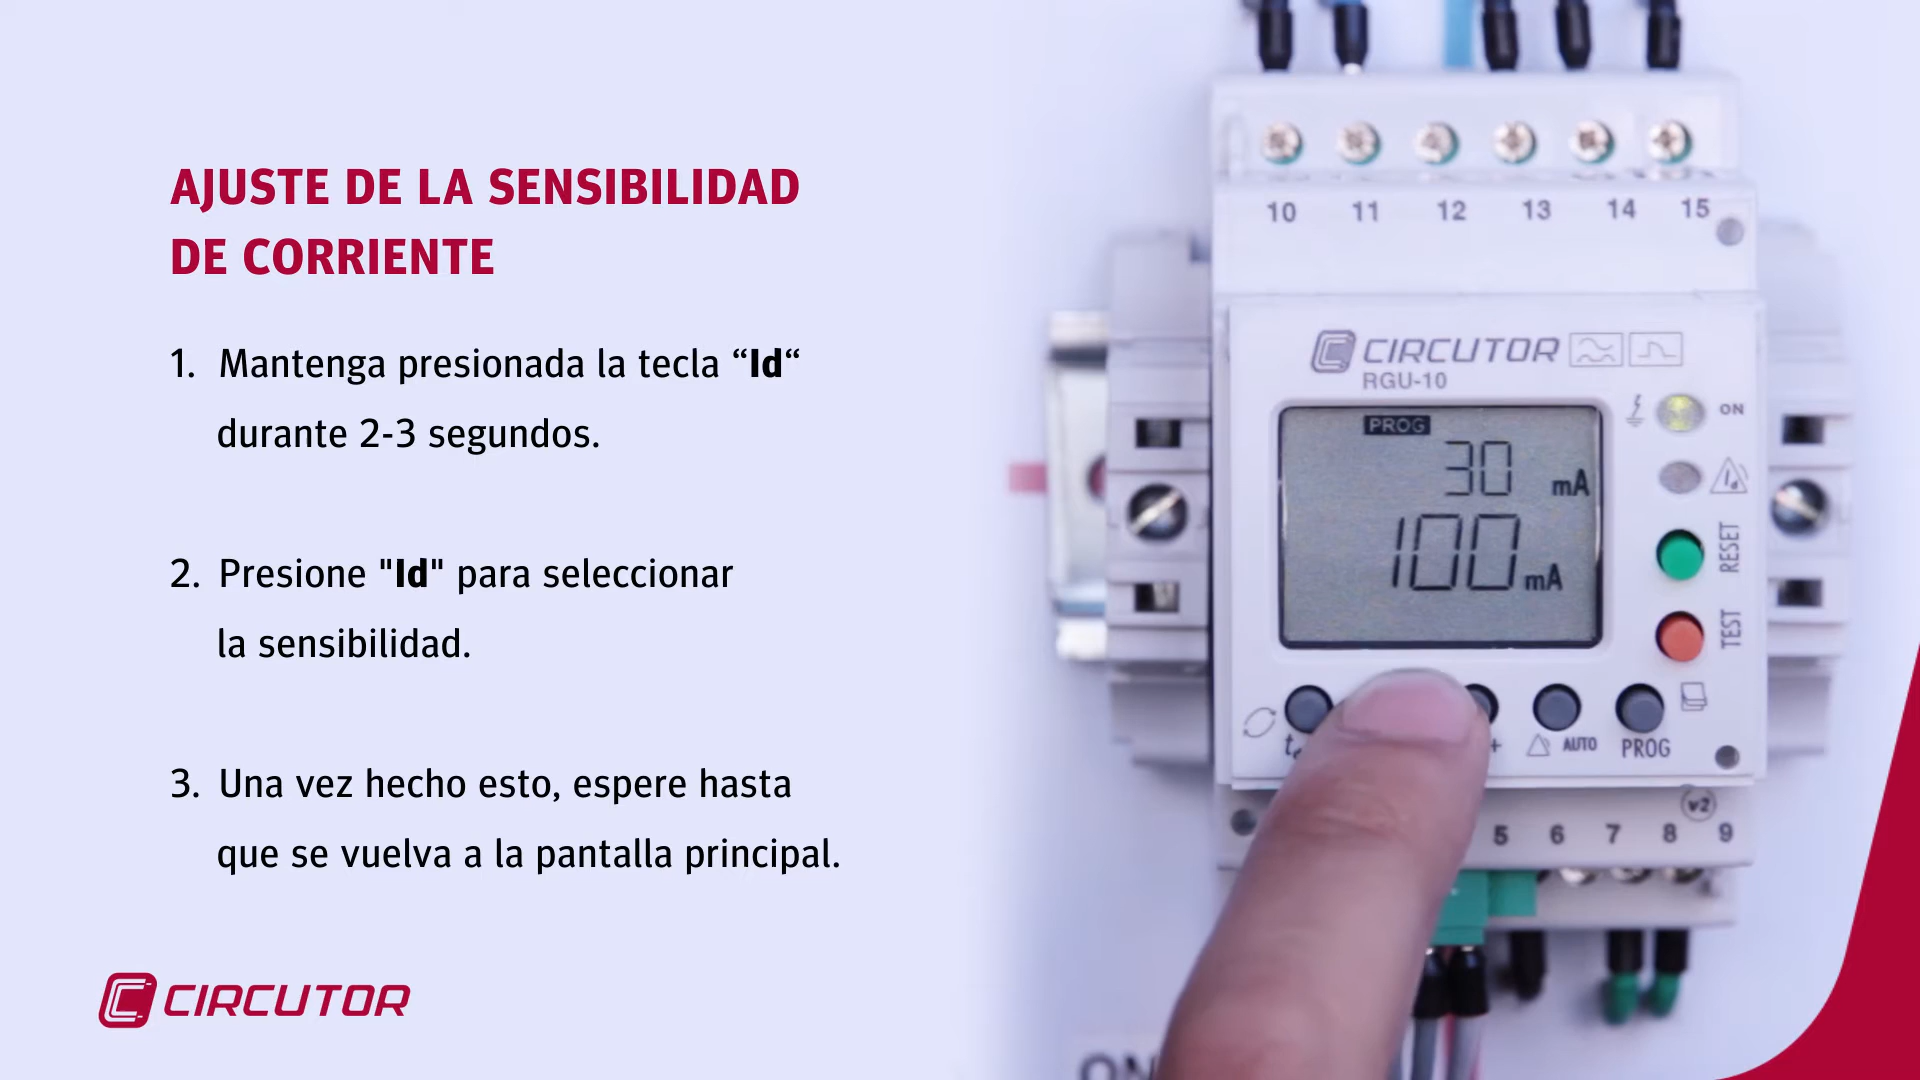 AJUSTE DE LA SENSIBILIDAD
DE CORRIENTE
1. Mantenga presionada la tecla “Id“
durante 2-3 segundos.
2. Presione "Id" para seleccionar
la sensibilidad.
3. Una vez hecho esto, espere hasta
que se vuelva a la pantalla principal.
CIRCUTOR
10 11 12 13 14 15
CIRCUTOR
RGU-10
ON
PROG
30 mA
100 mA
RESET
TEST
+ AUTO PROG
v2
5 6 7 8 9
ON